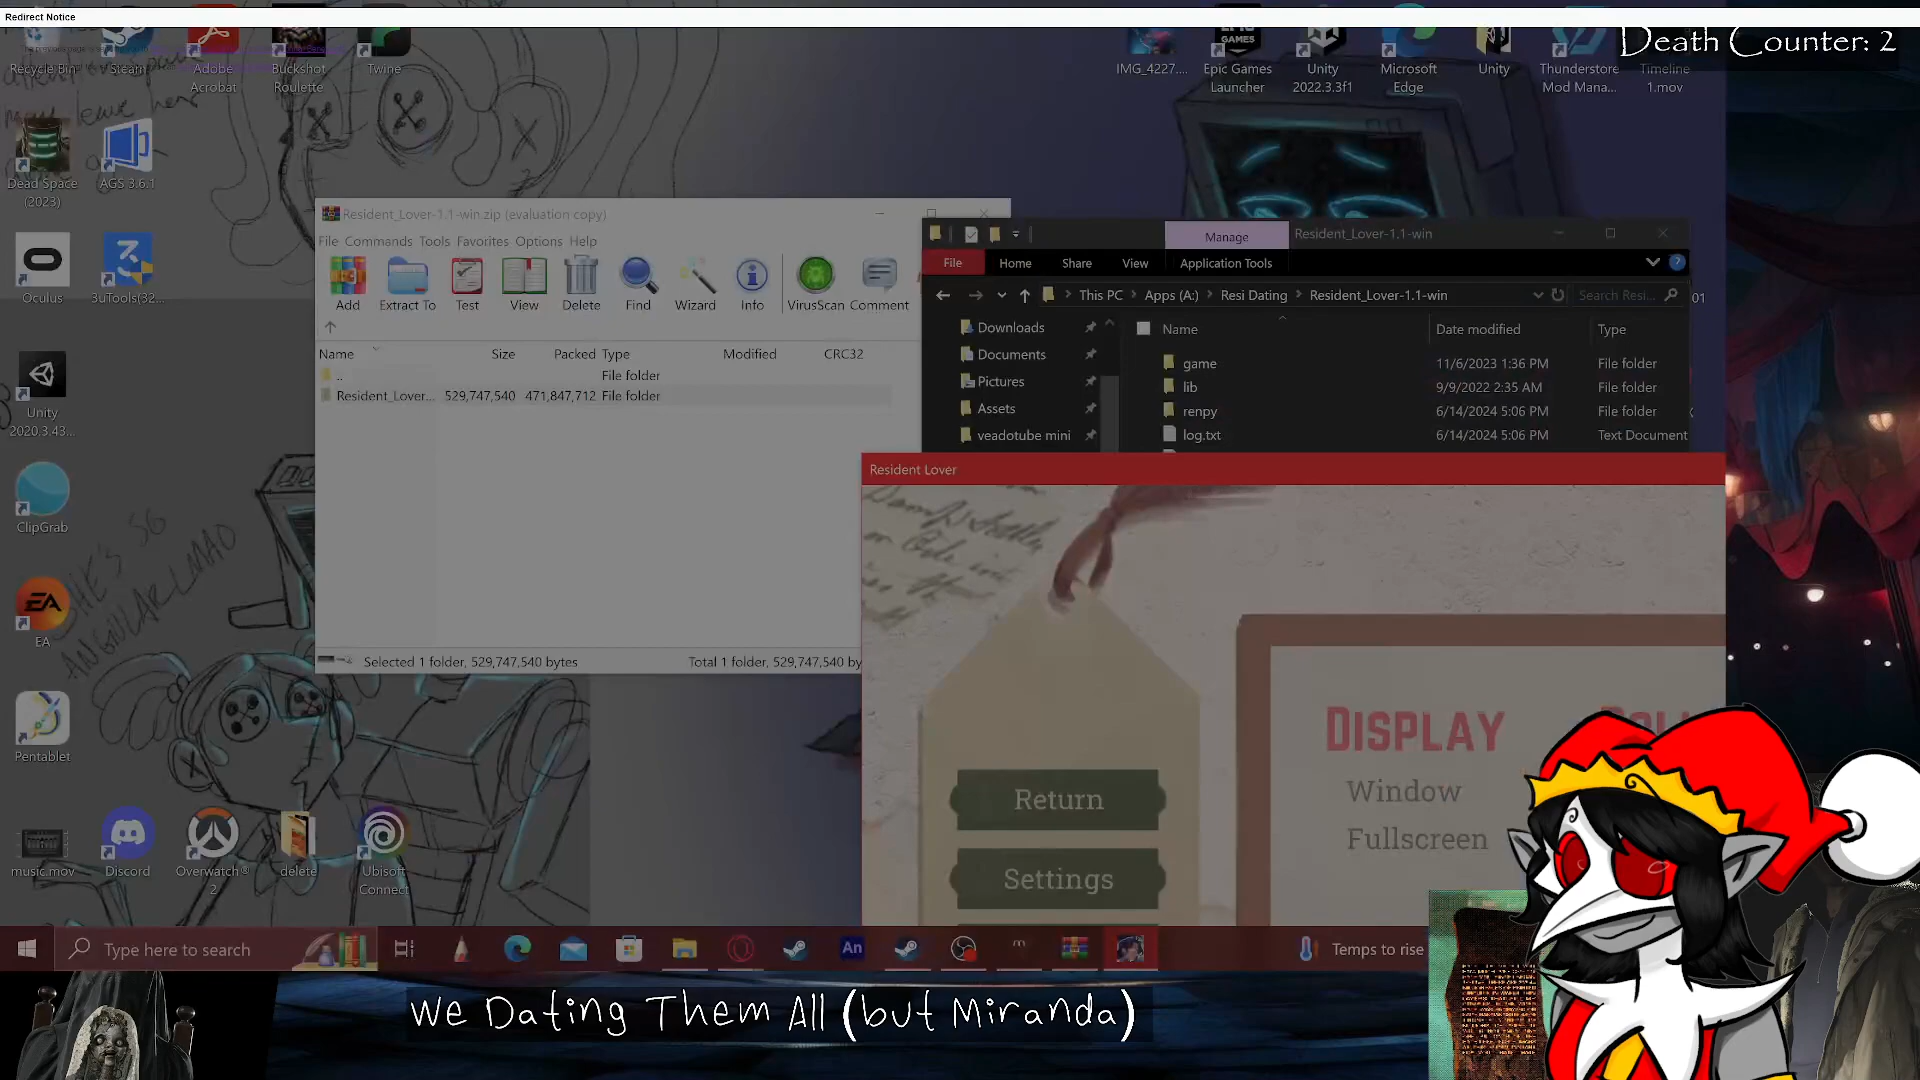 Redirect Notice
Death Counter: 2
Recycle Bin
Steam
Adobe Acrobat
Buckshot Roulette
Twine
IMG_4227....
Epic Games Launcher
Unity 2022.3.3f1
Microsoft Edge
Unity
Thunderstore Mod Mana...
Timeline 1.mov
EPIC GAMES
Dead Space (2023)
AGS 3.6.1
Oculus
3uTools(32...
Unity 2020.3.43...
ClipGrab
EA
EA
Pentablet
music.mov
Discord
Overwatch® 2
delete
Ubisoft Connect
ANGULAR LMAO
Resident_Lover-1.1-win.zip (evaluation copy)
File Commands Tools Favorites Options Help
Add Extract To Test View Delete Find Wizard Info VirusScan Comment
Name Size Packed Type Modified CRC32
.. File folder
Resident_Lover... 529,747,540 471,847,712 File folder
Selected 1 folder, 529,747,540 bytes
Total 1 folder, 529,747,540 by
Manage
Resident_Lover-1.1-win
File Home Share View Application Tools
This PC Apps (A:) Resi Dating Resident_Lover-1.1-win
Search Resi...
01
Downloads
Documents
Pictures
Assets
veadotube mini
Name Date modified Type
game 11/6/2023 1:36 PM File folder
lib 9/9/2022 2:35 AM File folder
renpy 6/14/2024 5:06 PM File folder
log.txt 6/14/2024 5:06 PM Text Document
Resident Lover
Display
Window
Fullscreen
Return
Settings
Type here to search
An
Temps to rise
We Dating Them All (but Miranda)